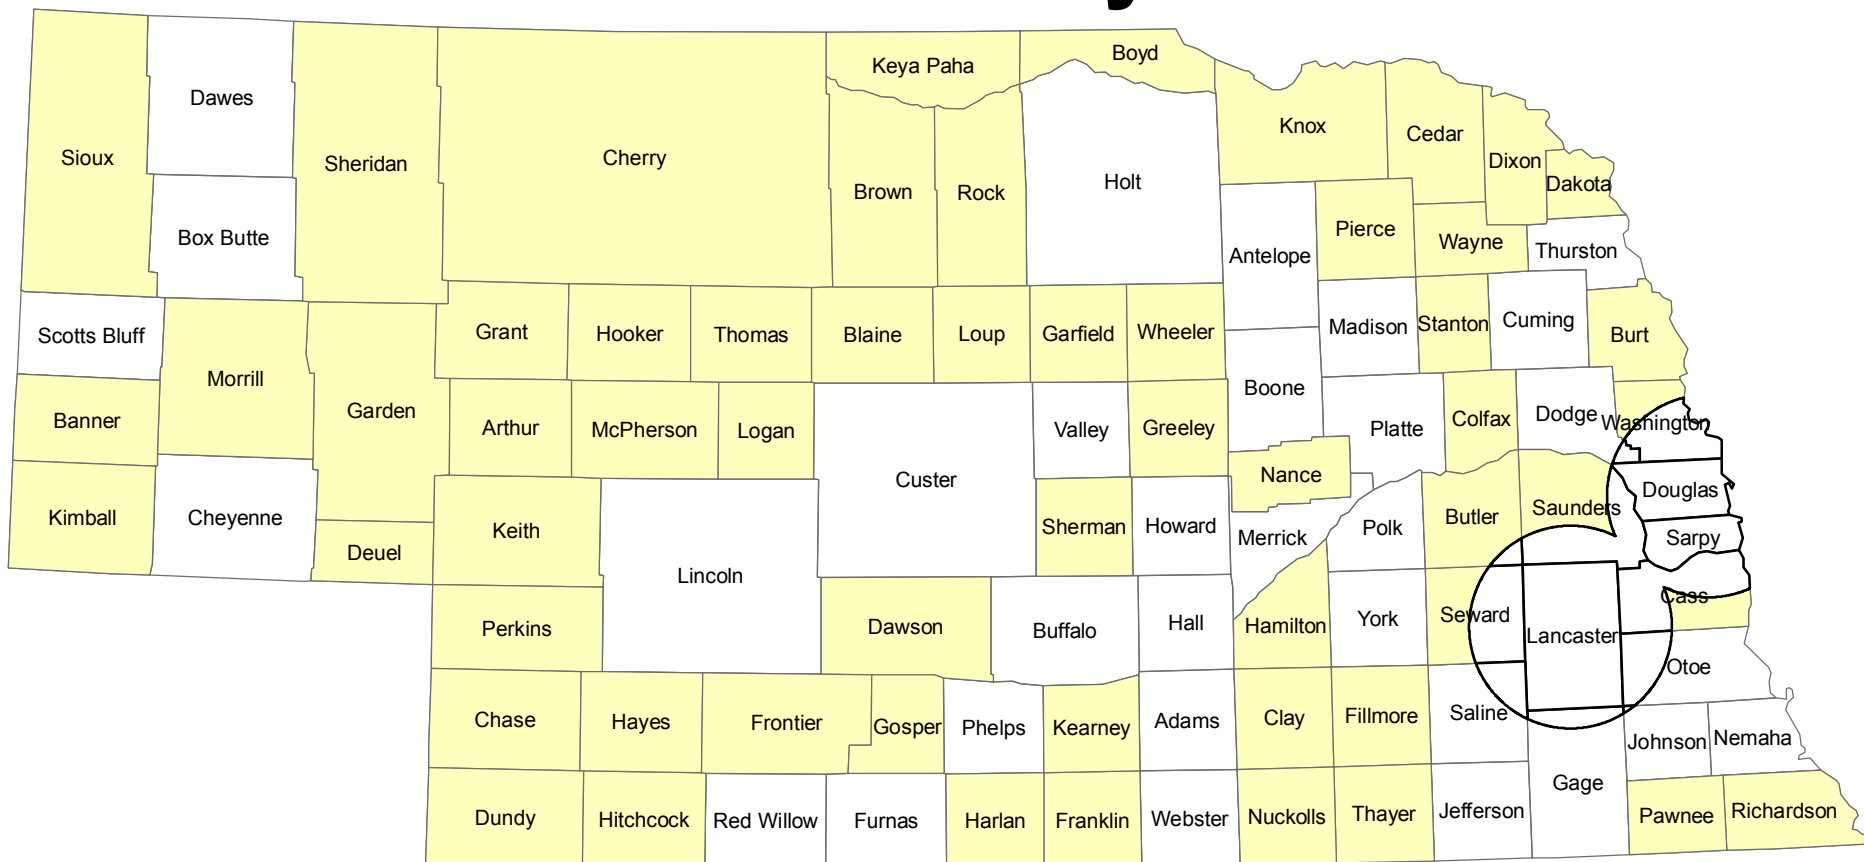 Boyd
Keya Paha
Dawes
Knox
Cedar
Sioux
Sheridan
Cherry
Dixon
Holt
Dakota
Brown
Rock
Pierce
Box Butte
Wayne
Thurston
Antelope
Scotts Bluff
Grant
Hooker
Thomas
Blaine
Loup
Garfield
Wheeler
Madison
Stanton
Cuming
Burt
Morrill
Boone
Banner
Garden
Arthur
McPherson
Logan
Valley
Greeley
Platte
Colfax
Dodge
Washington
Custer
Nance
Douglas
Kimball
Cheyenne
Keith
Sherman
Howard
Merrick
Polk
Butler
Saunders
Sarpy
Deuel
Lincoln
Cass
Perkins
Dawson
Buffalo
Hall
Hamilton
York
Seward
Lancaster
Otoe
Chase
Hayes
Frontier
Gosper
Phelps
Kearney
Adams
Clay
Fillmore
Saline
Johnson
Nemaha
Gage
Dundy
Hitchcock
Red Willow
Furnas
Harlan
Franklin
Webster
Nuckolls
Thayer
Jefferson
Pawnee
Richardson